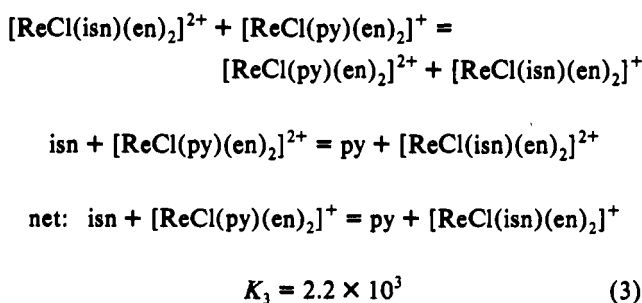 [ReCl(isn)(en)₂]²⁺ + [ReCl(py)(en)₂]⁺ =
[ReCl(py)(en)₂]²⁺ + [ReCl(isn)(en)₂]⁺
isn + [ReCl(py)(en)₂]²⁺ = py + [ReCl(isn)(en)₂]²⁺
net: isn + [ReCl(py)(en)₂]⁺ = py + [ReCl(isn)(en)₂]⁺
K₃ = 2.2 × 10³ (3)